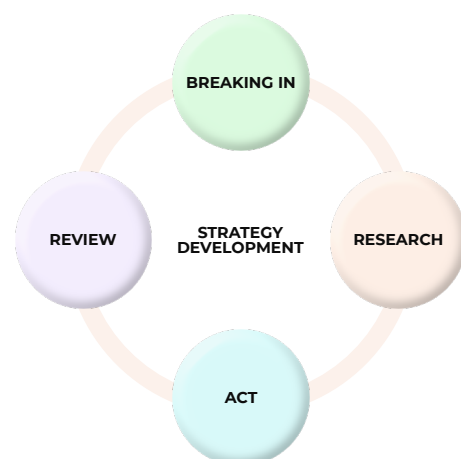 BREAKING IN
REVIEW
STRATEGY
DEVELOPMENT
RESEARCH
ACT